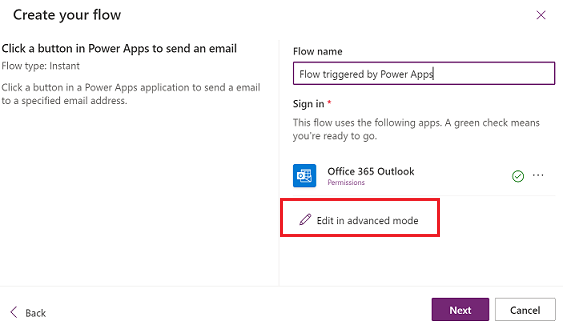 Create your flow
Click a button in Power Apps to send an email
Flow type: Instant
Click a button in a Power Apps application to send a email
to a specified email address.
Flow name
Flow triggered by Power Apps
Sign in *
This flow uses the following apps. A green check means
you're ready to go.
Office 365 Outlook
Permissions
Edit in advanced mode
Back
Next
Cancel